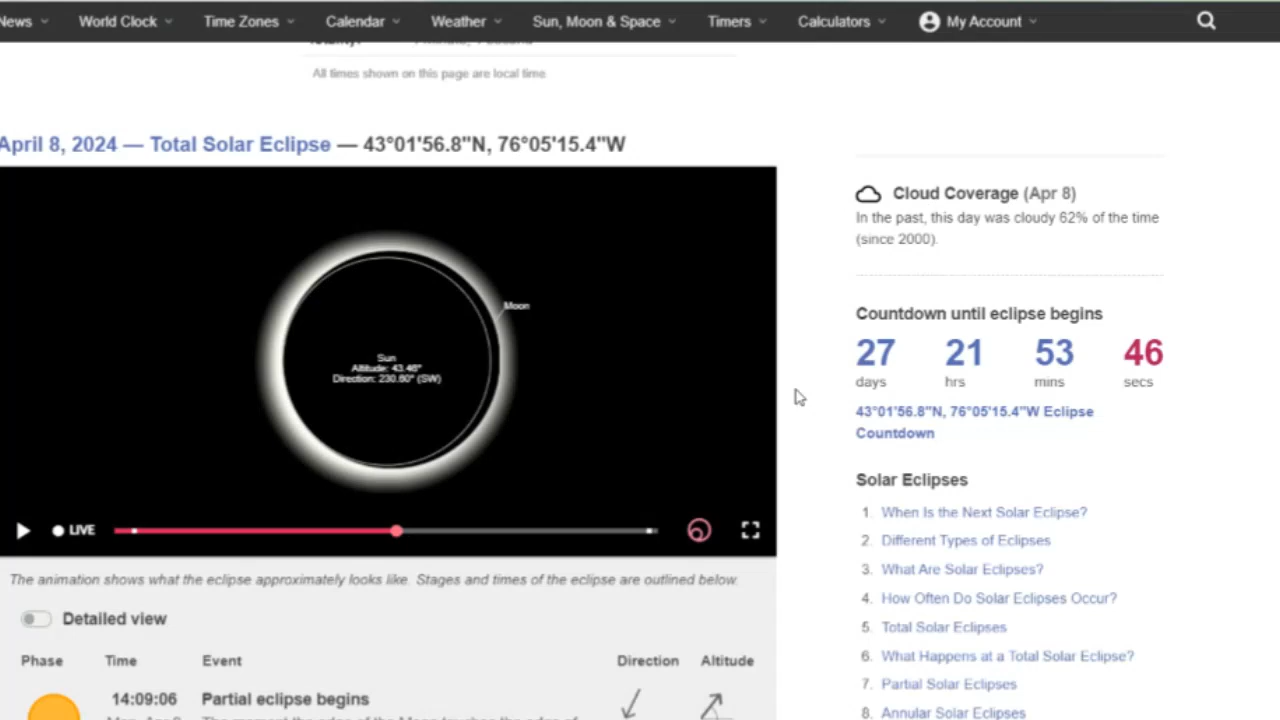 News
World Clock
Time Zones
Calendar
Weather
Sun, Moon & Space
Timers
Calculators
My Account
All times shown on this page are local time
April 8, 2024 — Total Solar Eclipse — 43°01'56.8"N, 76°05'15.4"W
Moon
Sun
Altitude: 43.46°
Direction: 230.60° (SW)
LIVE
The animation shows what the eclipse approximately looks like. Stages and times of the eclipse are outlined below.
Detailed view
Phase Time Event Direction Altitude
14:09:06 Partial eclipse begins
Cloud Coverage (Apr 8)
In the past, this day was cloudy 62% of the time
(since 2000).
Countdown until eclipse begins
27 21 53 46
days hrs mins secs
43°01'56.8"N, 76°05'15.4"W Eclipse
Countdown
Solar Eclipses
1. When Is the Next Solar Eclipse?
2. Different Types of Eclipses
3. What Are Solar Eclipses?
4. How Often Do Solar Eclipses Occur?
5. Total Solar Eclipses
6. What Happens at a Total Solar Eclipse?
7. Partial Solar Eclipses
8. Annular Solar Eclipses